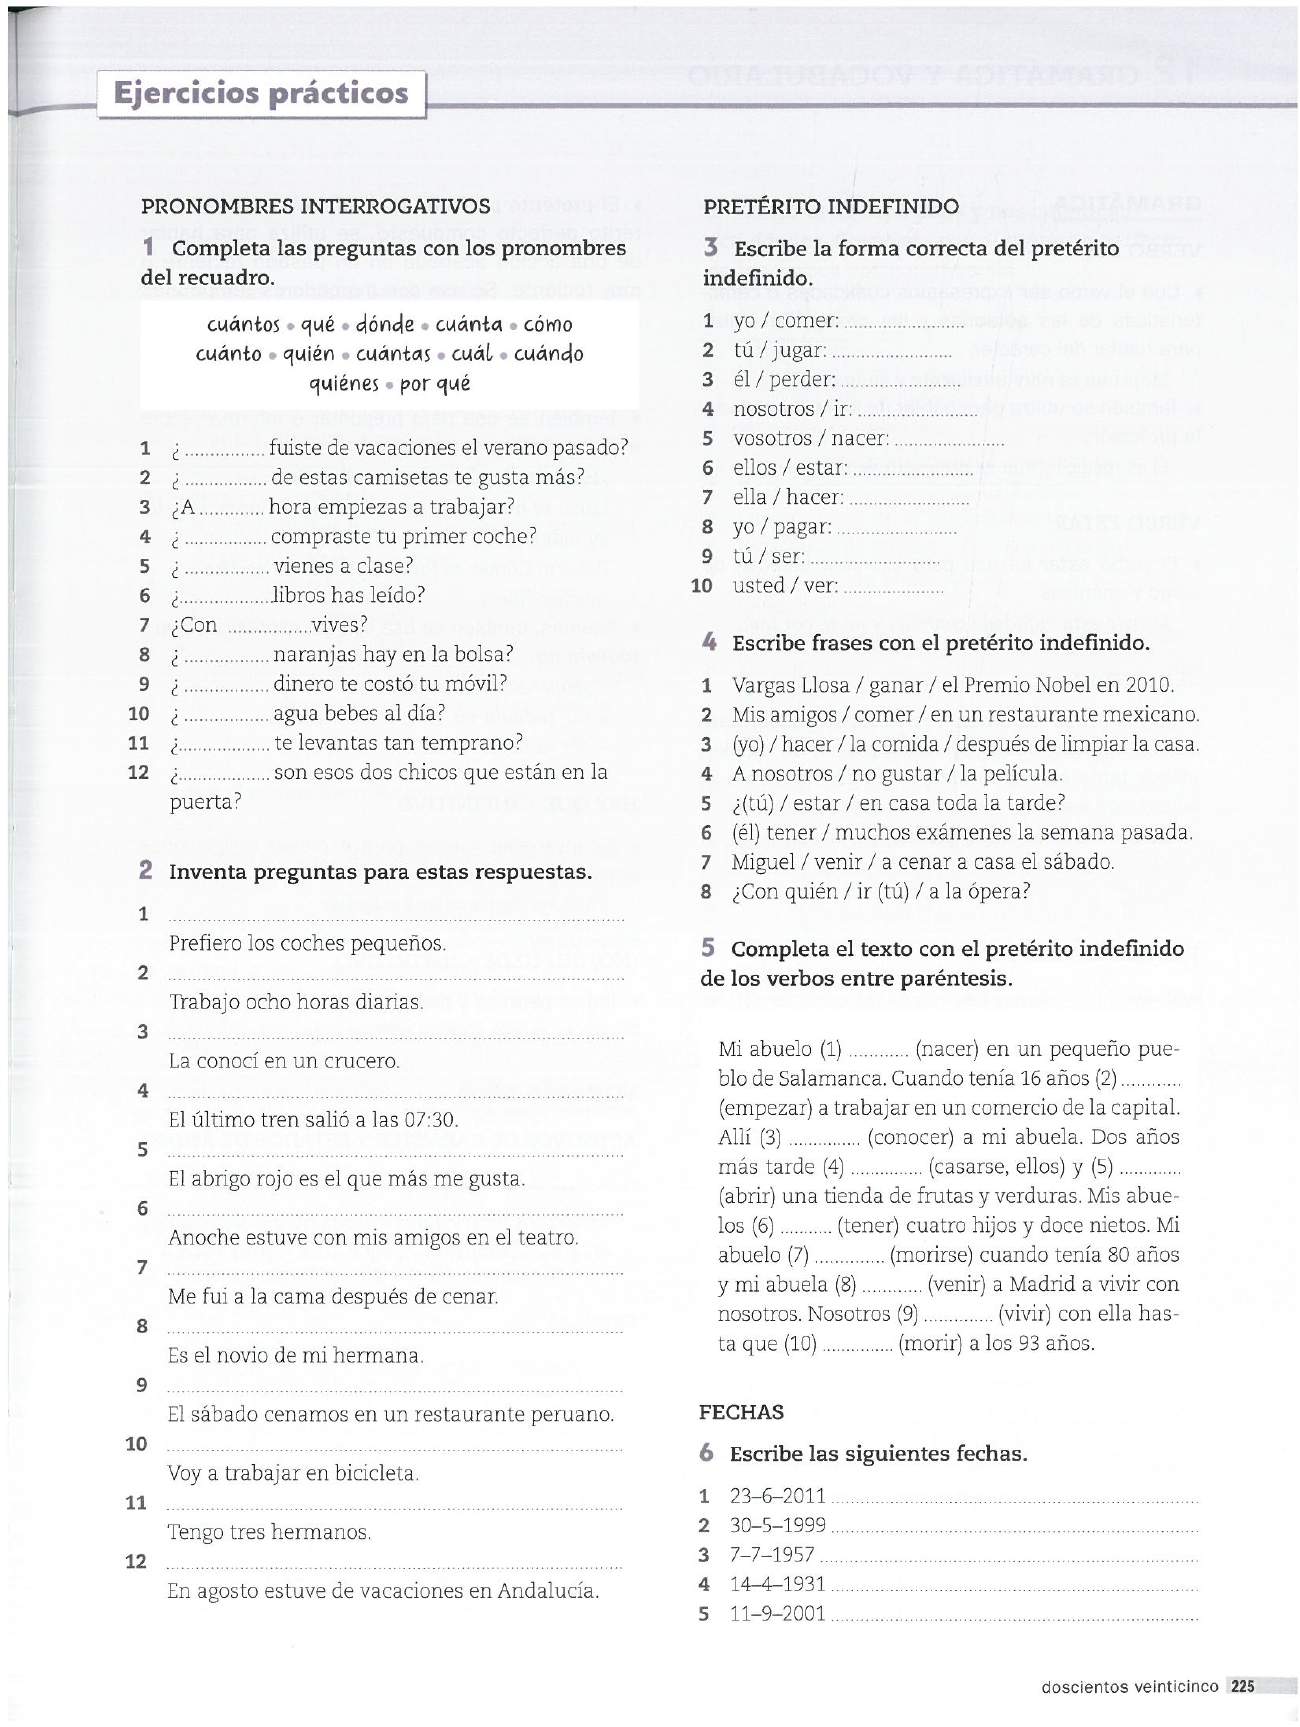 Ejercicios prácticos
PRONOMBRES INTERROGATIVOS
1 Completa las preguntas con los pronombres
del recuadro.
cuántos • qué • dónde • cuánta • cómo
cuánto • quién • cuántas • cuál • cuándo
quiénes • por qué
1 ¿ ............... fuiste de vacaciones el verano pasado?
2 ¿ ................ de estas camisetas te gusta más?
3 ¿A ............ hora empiezas a trabajar?
4 ¿ ................ compraste tu primer coche?
5 ¿ ................ vienes a clase?
6 ¿.................. libros has leído?
7 ¿Con ................vives?
8 ¿ ................ naranjas hay en la bolsa?
9 ¿ ................ dinero te costó tu móvil?
10 ¿ ................ agua bebes al día?
11 ¿.................. te levantas tan temprano?
12 ¿.................. son esos dos chicos que están en la
puerta?
2 Inventa preguntas para estas respuestas.
1 ..........................................................................
Prefiero los coches pequeños.
2 ..........................................................................
Trabajo ocho horas diarias.
3 ..........................................................................
La conocí en un crucero.
4 ..........................................................................
El último tren salió a las 07:30.
5 ..........................................................................
El abrigo rojo es el que más me gusta.
6 ..........................................................................
Anoche estuve con mis amigos en el teatro.
7 ..........................................................................
Me fui a la cama después de cenar.
8 ..........................................................................
Es el novio de mi hermana.
9 ..........................................................................
El sábado cenamos en un restaurante peruano.
10 ..........................................................................
Voy a trabajar en bicicleta.
11 ..........................................................................
Tengo tres hermanos.
12 ..........................................................................
En agosto estuve de vacaciones en Andalucía.
PRETÉRITO INDEFINIDO
3 Escribe la forma correcta del pretérito
indefinido.
1 yo / comer: ........................
2 tú / jugar: ........................
3 él / perder: ........................
4 nosotros / ir: ........................
5 vosotros / nacer: ......................
6 ellos / estar: ........................
7 ella / hacer: ........................
8 yo / pagar: ........................
9 tú / ser: ........................
10 usted / ver: ....................
4 Escribe frases con el pretérito indefinido.
1 Vargas Llosa / ganar / el Premio Nobel en 2010.
2 Mis amigos / comer / en un restaurante mexicano.
3 (yo) / hacer / la comida / después de limpiar la casa.
4 A nosotros / no gustar / la película.
5 ¿(tú) / estar / en casa toda la tarde?
6 (él) tener / muchos exámenes la semana pasada.
7 Miguel / venir / a cenar a casa el sábado.
8 ¿Con quién / ir (tú) / a la ópera?
5 Completa el texto con el pretérito indefinido
de los verbos entre paréntesis.
Mi abuelo (1) ............ (nacer) en un pequeño pue-
blo de Salamanca. Cuando tenía 16 años (2) ............
(empezar) a trabajar en un comercio de la capital.
Allí (3) .............. (conocer) a mi abuela. Dos años
más tarde (4) .............. (casarse, ellos) y (5) ............
(abrir) una tienda de frutas y verduras. Mis abue-
los (6) .......... (tener) cuatro hijos y doce nietos. Mi
abuelo (7) .............. (morirse) cuando tenía 80 años
y mi abuela (8) ............ (venir) a Madrid a vivir con
nosotros. Nosotros (9) .............. (vivir) con ella has-
ta que (10) .............. (morir) a los 93 años.
FECHAS
6 Escribe las siguientes fechas.
1 23–6–2011 ..........................................................
2 30–5–1999 ..........................................................
3 7–7–1957 ..........................................................
4 14–4–1931 ..........................................................
5 11–9–2001 ..........................................................
doscientos veinticinco 225